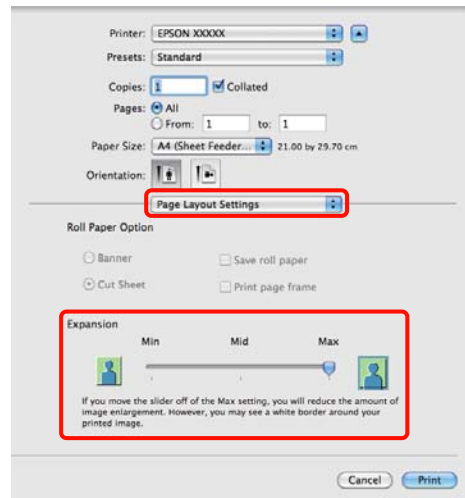 Printer: EPSON XXXXX
Presets: Standard
Copies: 1 Collated
Pages: All
From: 1 to: 1
Paper Size: A4 (Sheet Feeder... 21.00 by 29.70 cm
Orientation:
Page Layout Settings
Roll Paper Option
Banner Save roll paper
Cut Sheet Print page frame
Expansion
Min Mid Max
If you move the slider off of the Max setting, you will reduce the amount of
image enlargement. However, you may see a white border around your
printed image.
Cancel Print